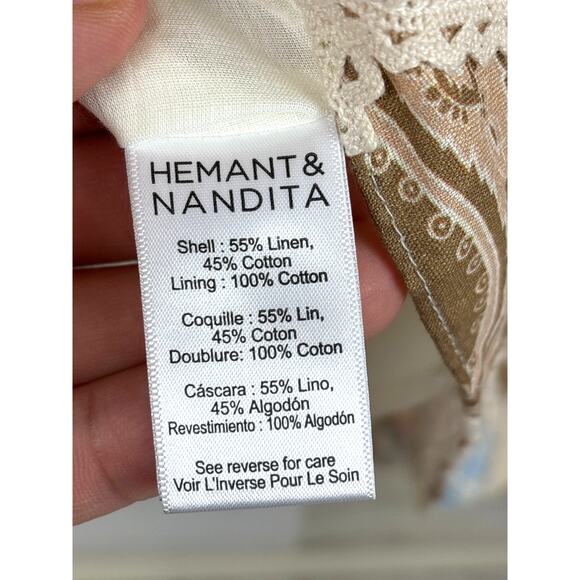 HEMANT &
NANDITA
Shell : 55% Linen,
45% Cotton
Lining : 100% Cotton
Coquille : 55% Lin,
45% Coton
Doublure: 100% Coton
Cáscara : 55% Lino,
45% Algodón
Revestimiento : 100% Algodón
See reverse for care
Voir L'Inverse Pour Le Soin